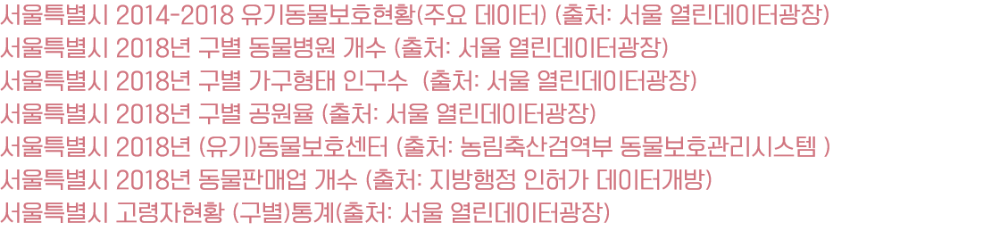 서울특별시 2014-2018 유기동물보호현황(주요 데이터) (출처: 서울 열린데이터광장)
서울특별시 2018년 구별 동물병원 개수 (출처: 서울 열린데이터광장)
서울특별시 2018년 구별 가구형태 인구수  (출처: 서울 열린데이터광장)
서울특별시 2018년 구별 공원율 (출처: 서울 열린데이터광장)
서울특별시 2018년 (유기)동물보호센터 (출처: 농림축산검역부 동물보호관리시스템 )
서울특별시 2018년 동물판매업 개수 (출처: 지방행정 인허가 데이터개방)
서울특별시 고령자현황 (구별)통계(출처: 서울 열린데이터광장)